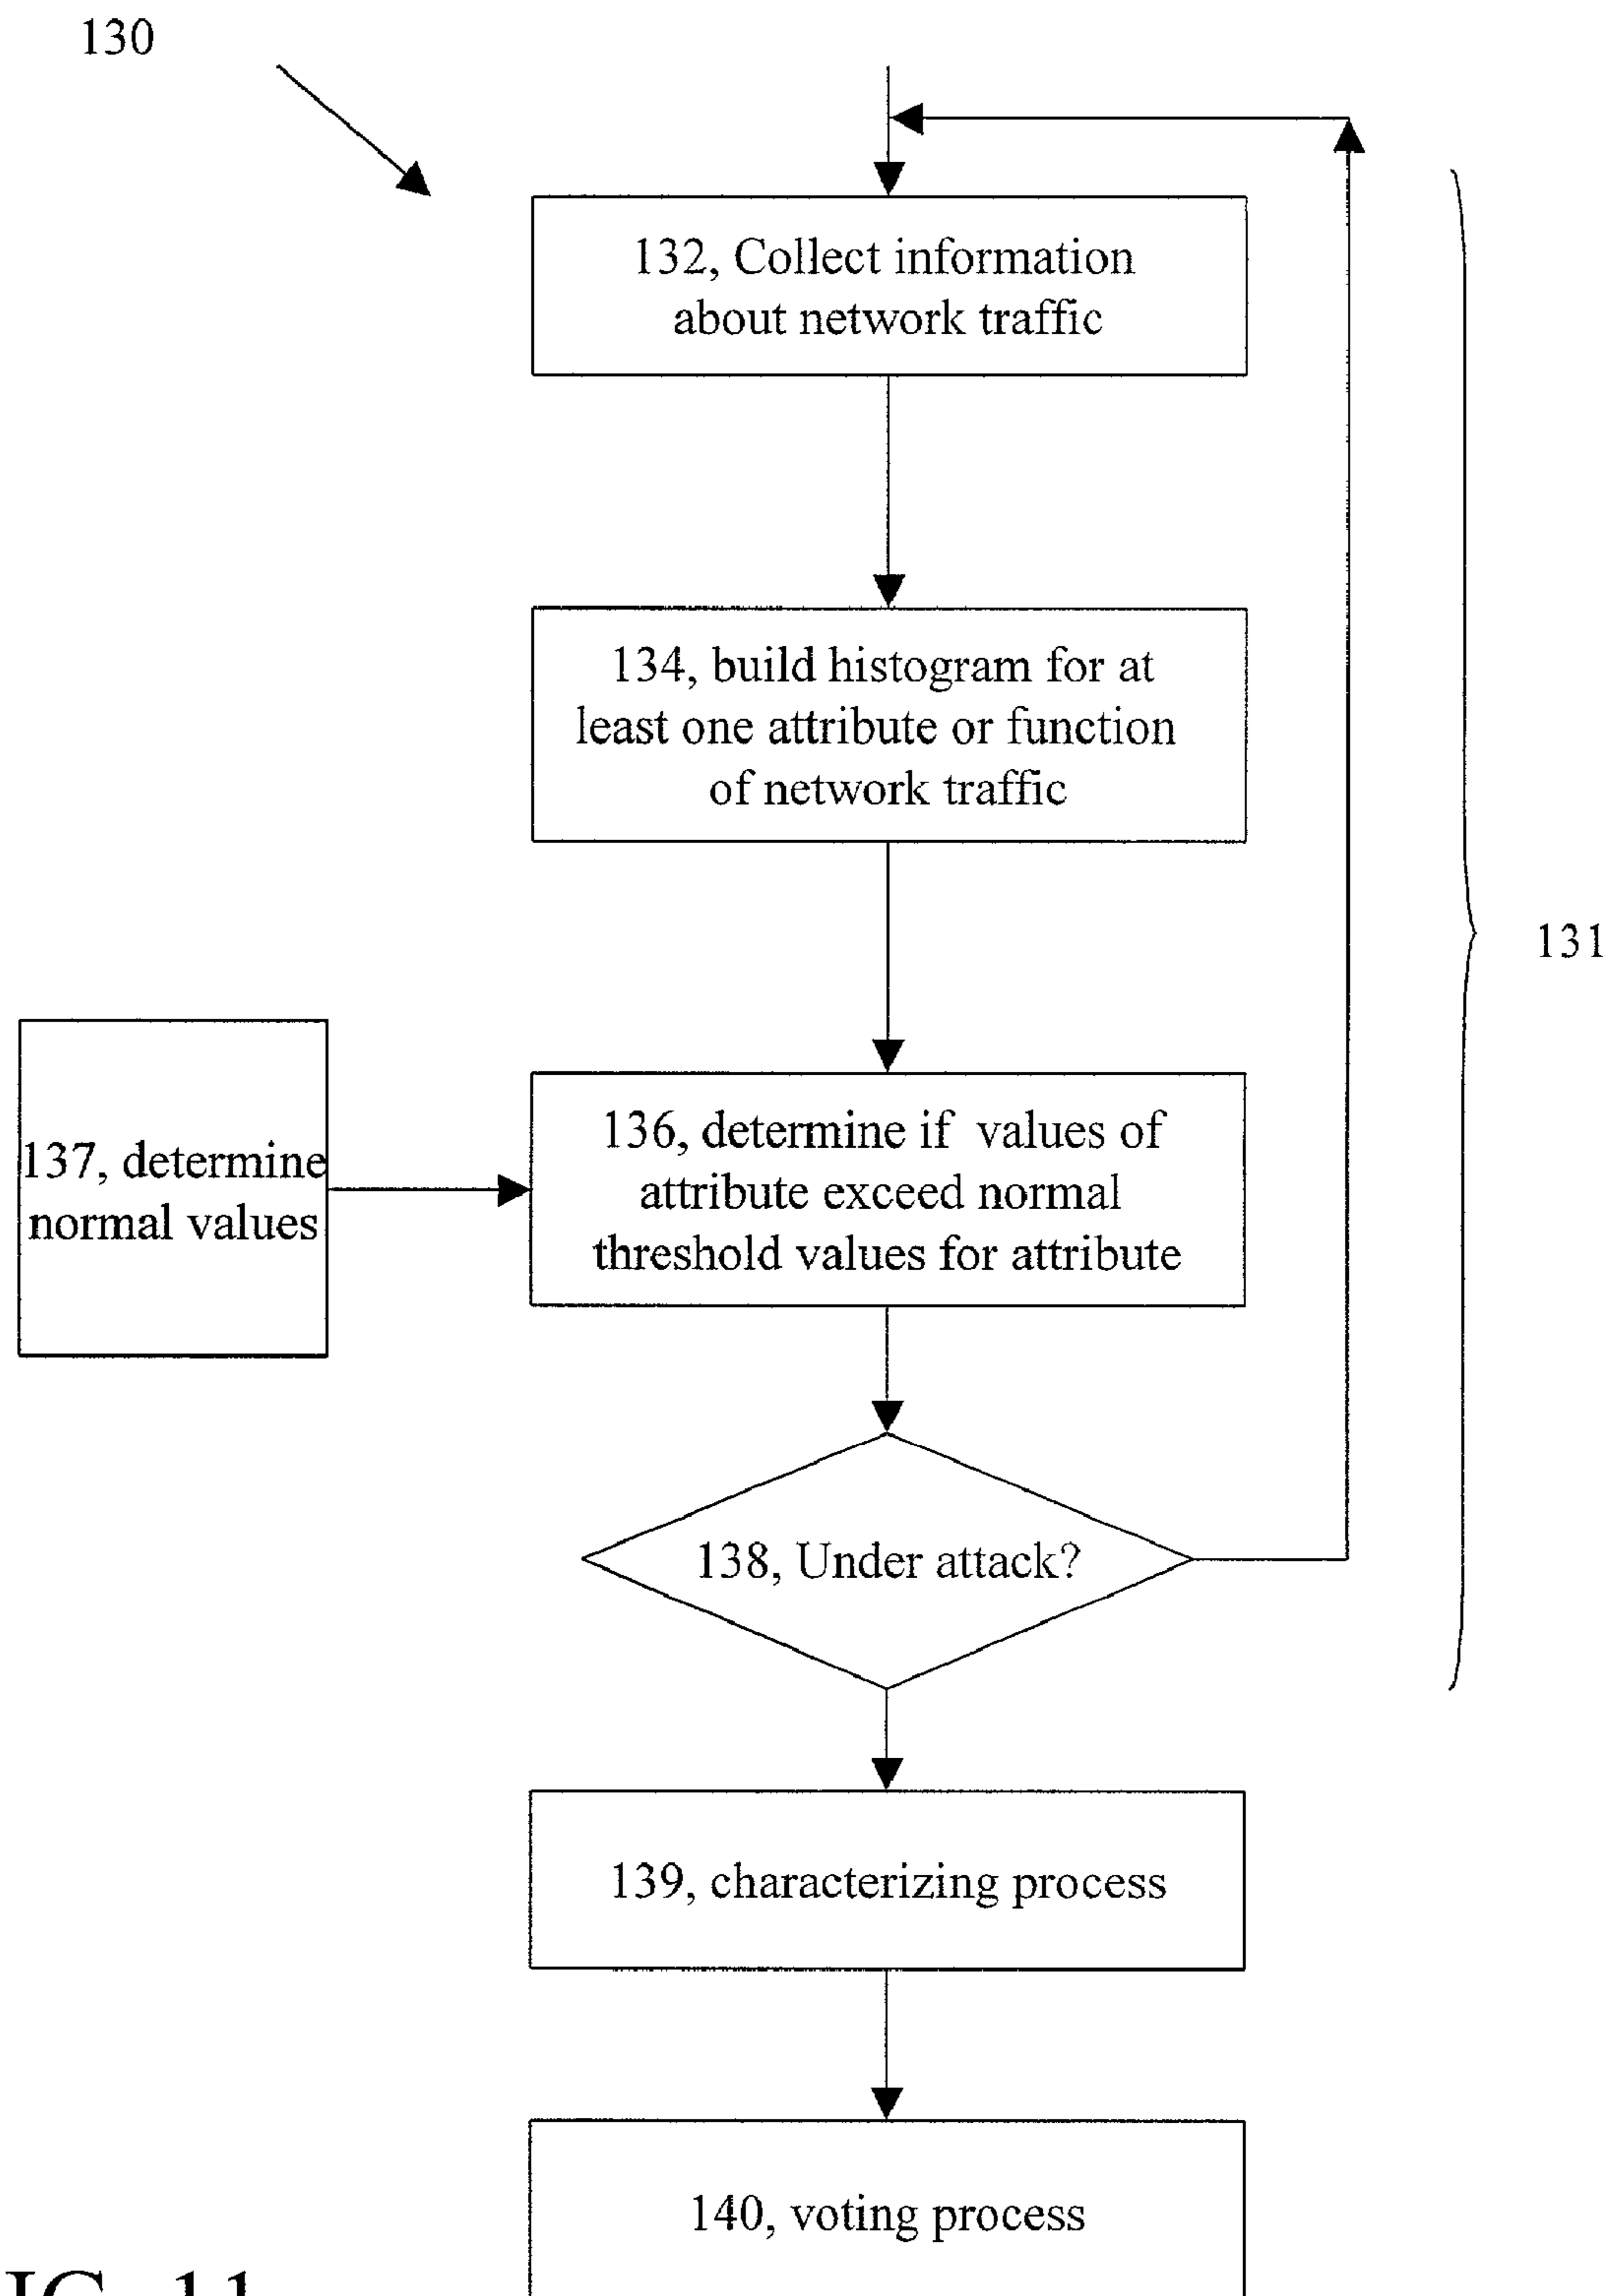 130
132, Collect information
about network traffic
134, build histogram for at
least one attribute or function
of network traffic
131
137, determine
normal values
136, determine if values of
attribute exceed normal
threshold values for attribute
138, Under attack?
139, characterizing process
140, voting process
IG. 11